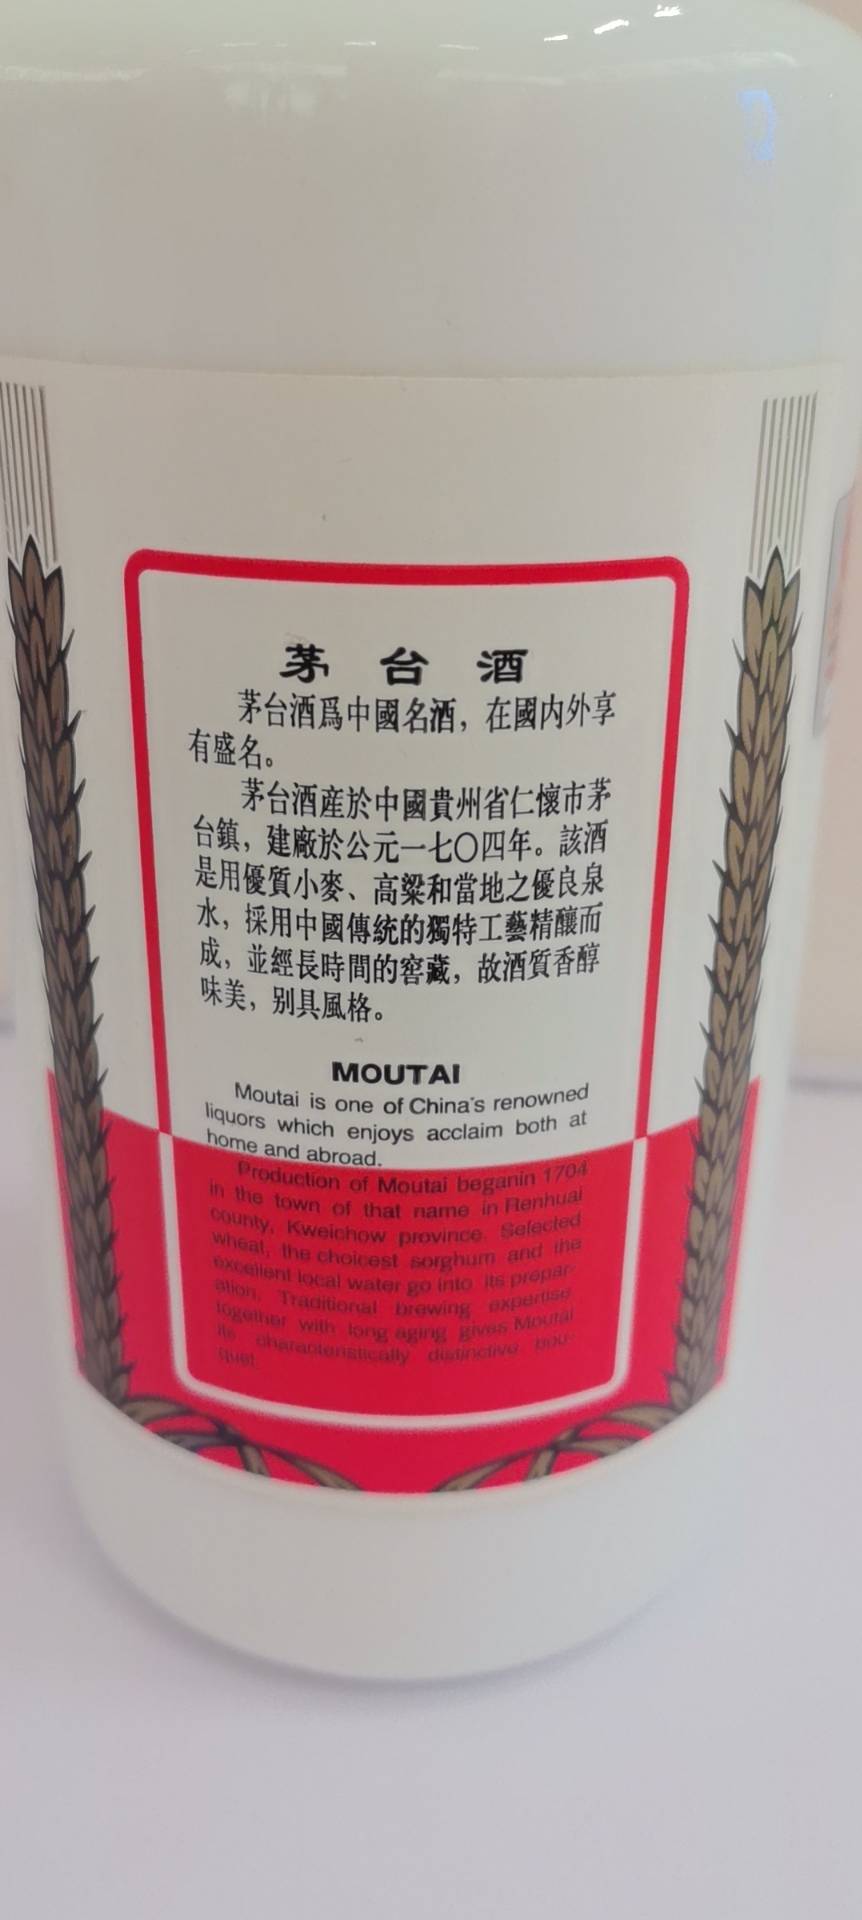 茅台酒
茅台酒爲中國名酒，在國內外享
有盛名。
茅台酒産於中國貴州省仁懷市茅
台鎮，建廠於公元一七〇四年。該酒
是用優質小麥、高粱和當地之優良泉
水，採用中國傳統的獨特工藝精釀而
成，並經長時間的窖藏，故酒質香醇
味美，别具風格。
MOUTAI
Moutai is one of China's renowned
liquors which enjoys acclaim both at
home and abroad.
Production of Moutai beganin 1704
in the town of that name in Renhuai
county, Kweichow province. Selected
wheat, the choicest sorghum and the
excellent local water go into its prepar-
ation. Traditional brewing expertise
together with long aging gives Moutai
its characteristically distinctive bou-
quet.